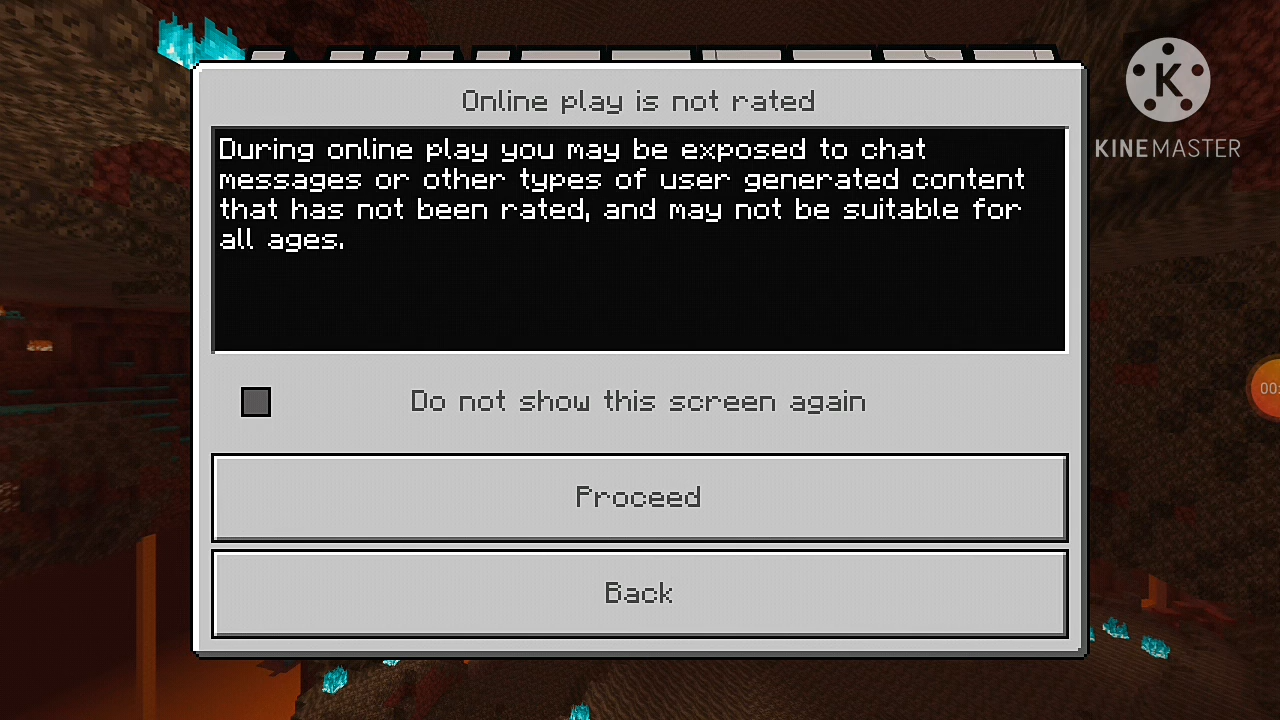 Online play is not rated
During online play you may be exposed to chat
messages or other types of user generated content
that has not been rated, and may not be suitable for
all ages.
Do not show this screen again
Proceed
Back
K
KINEMASTER
00: